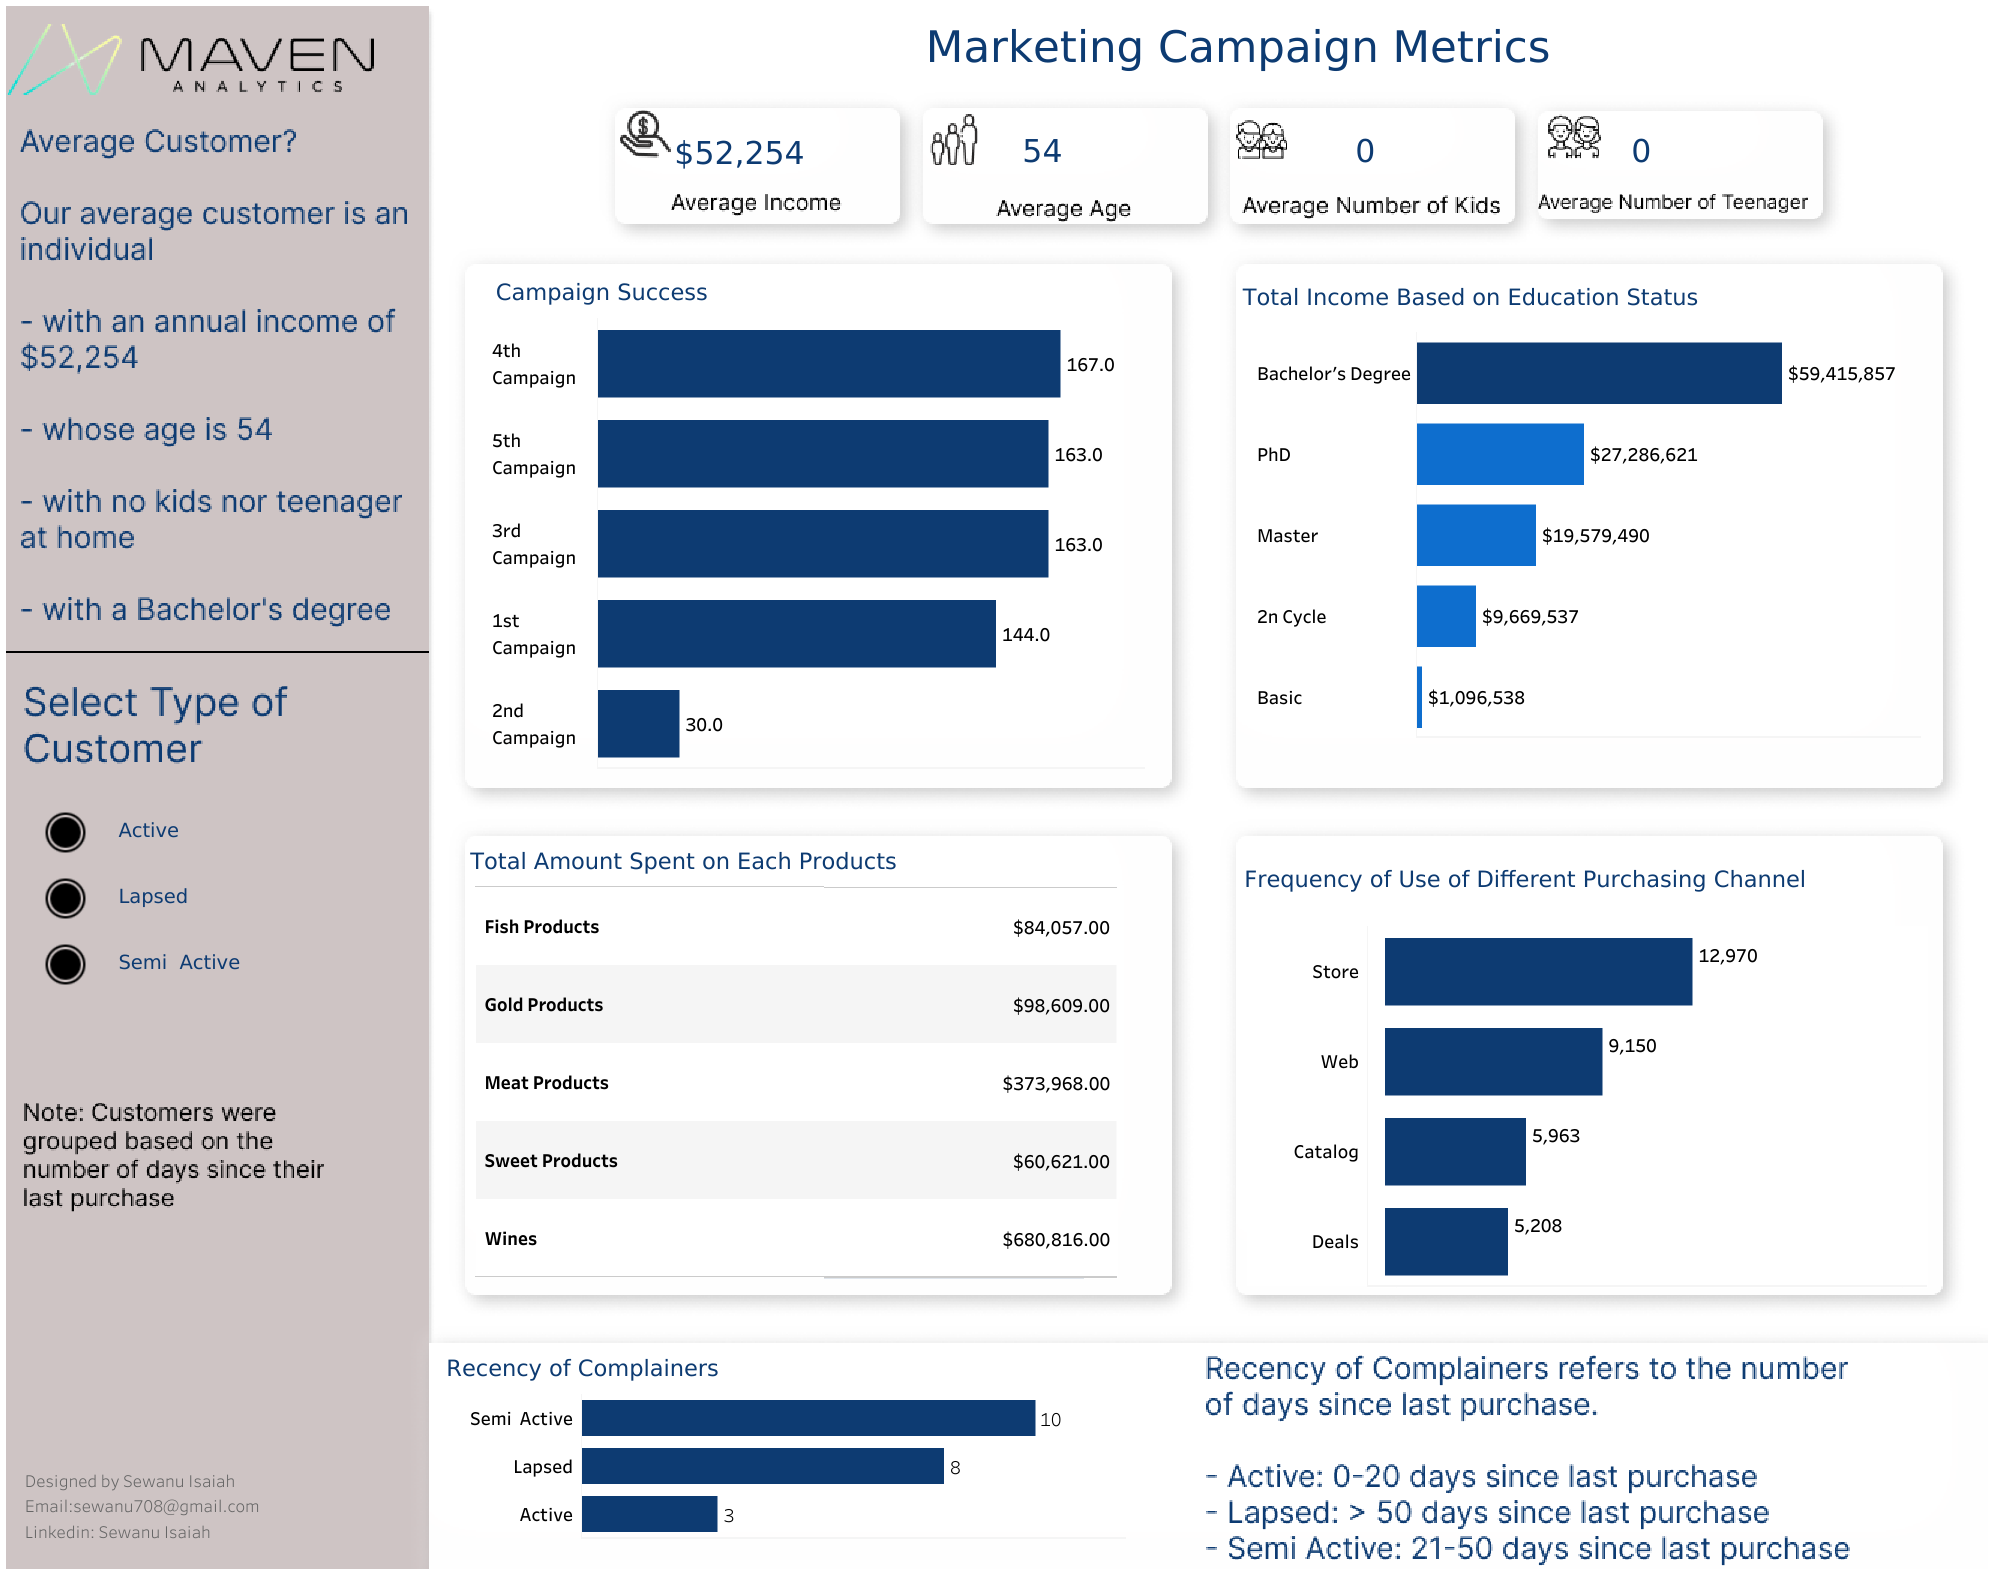 MAVEN
ANALYTICS
Average Customer?
Our average customer is an
individual
- with an annual income of
$52,254
- whose age is 54
- with no kids nor teenager
at home
- with a Bachelor's degree
Select Type of
Customer
Active
Lapsed
Semi Active
Note: Customers were
grouped based on the
number of days since their
last purchase
Designed by Sewanu Isaiah
Email:sewanu708@gmail.com
Linkedin: Sewanu Isaiah
Marketing Campaign Metrics
$52,254
Average Income
54
Average Age
0
Average Number of Kids
0
Average Number of Teenager
Campaign Success
4th
Campaign
167.0
5th
Campaign
163.0
3rd
Campaign
163.0
1st
Campaign
144.0
2nd
Campaign
30.0
Total Income Based on Education Status
Bachelor’s Degree $59,415,857
PhD $27,286,621
Master $19,579,490
2n Cycle $9,669,537
Basic $1,096,538
Total Amount Spent on Each Products
Fish Products $84,057.00
Gold Products $98,609.00
Meat Products $373,968.00
Sweet Products $60,621.00
Wines $680,816.00
Frequency of Use of Different Purchasing Channel
Store 12,970
Web 9,150
Catalog 5,963
Deals 5,208
Recency of Complainers
Semi Active 10
Lapsed 8
Active 3
Recency of Complainers refers to the number
of days since last purchase.
- Active: 0-20 days since last purchase
- Lapsed: > 50 days since last purchase
- Semi Active: 21-50 days since last purchase